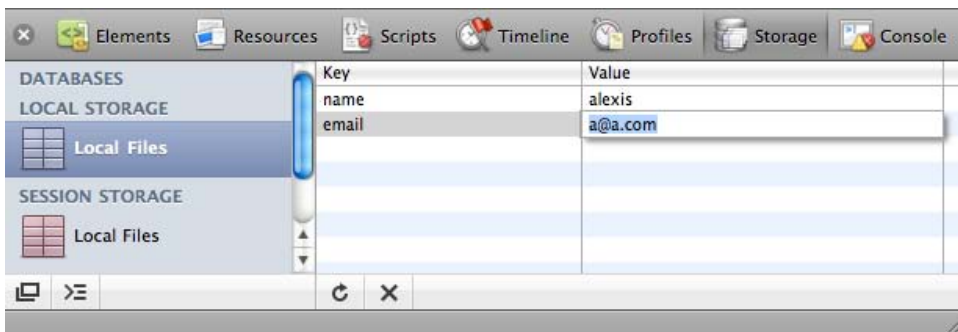 Elements Resources Scripts Timeline Profiles Storage Console
DATABASES
LOCAL STORAGE
Local Files
SESSION STORAGE
Local Files
Key Value
name alexis
email a@a.com